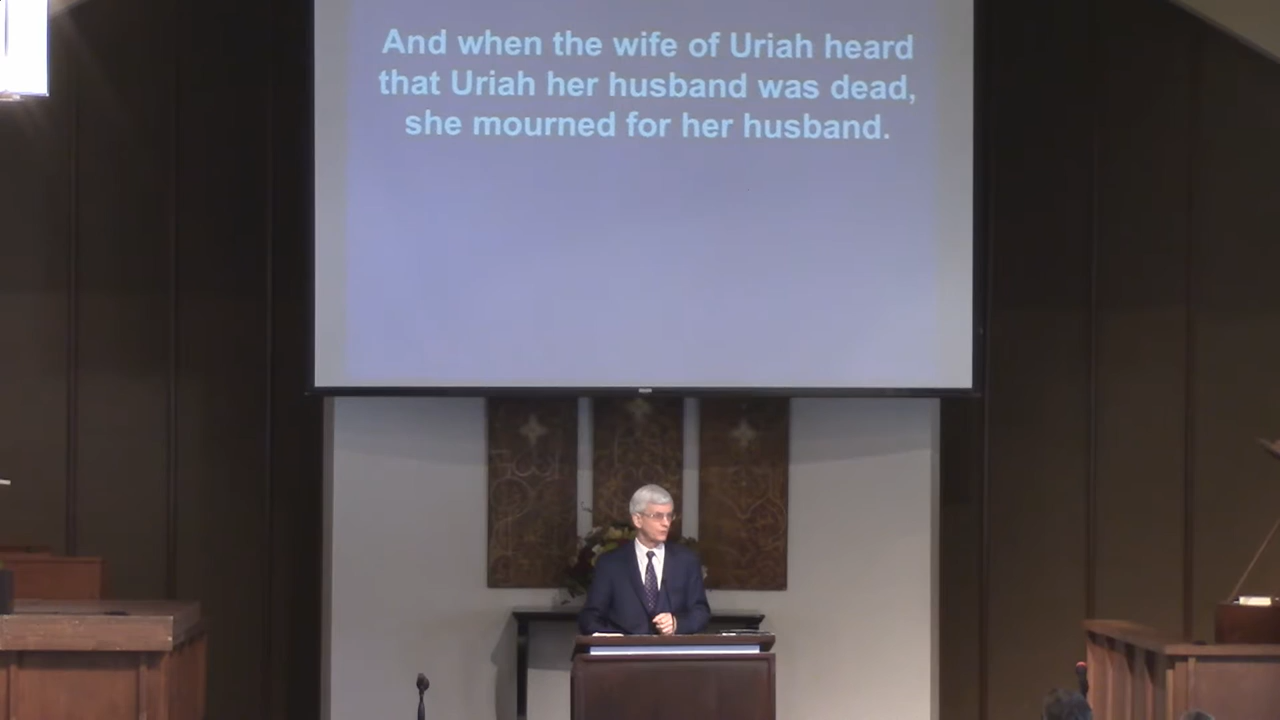 And when the wife of Uriah heard
that Uriah her husband was dead,
she mourned for her husband.